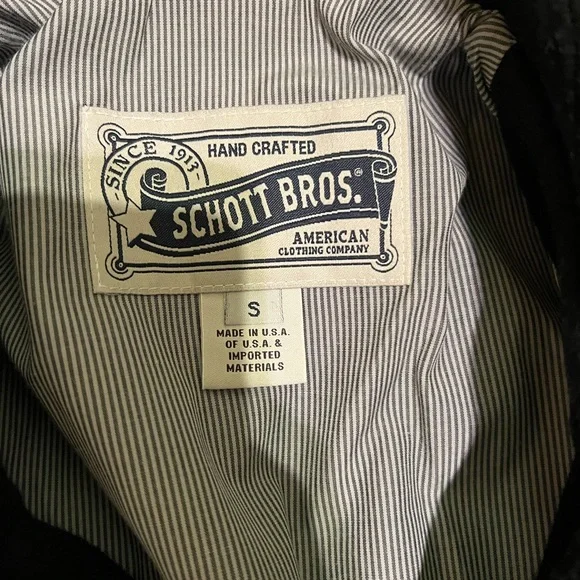 SINCE 1913
HAND CRAFTED
SCHOTT BROS.®
AMERICAN
CLOTHING COMPANY
S
MADE IN U.S.A.
OF U.S.A. &
IMPORTED
MATERIALS